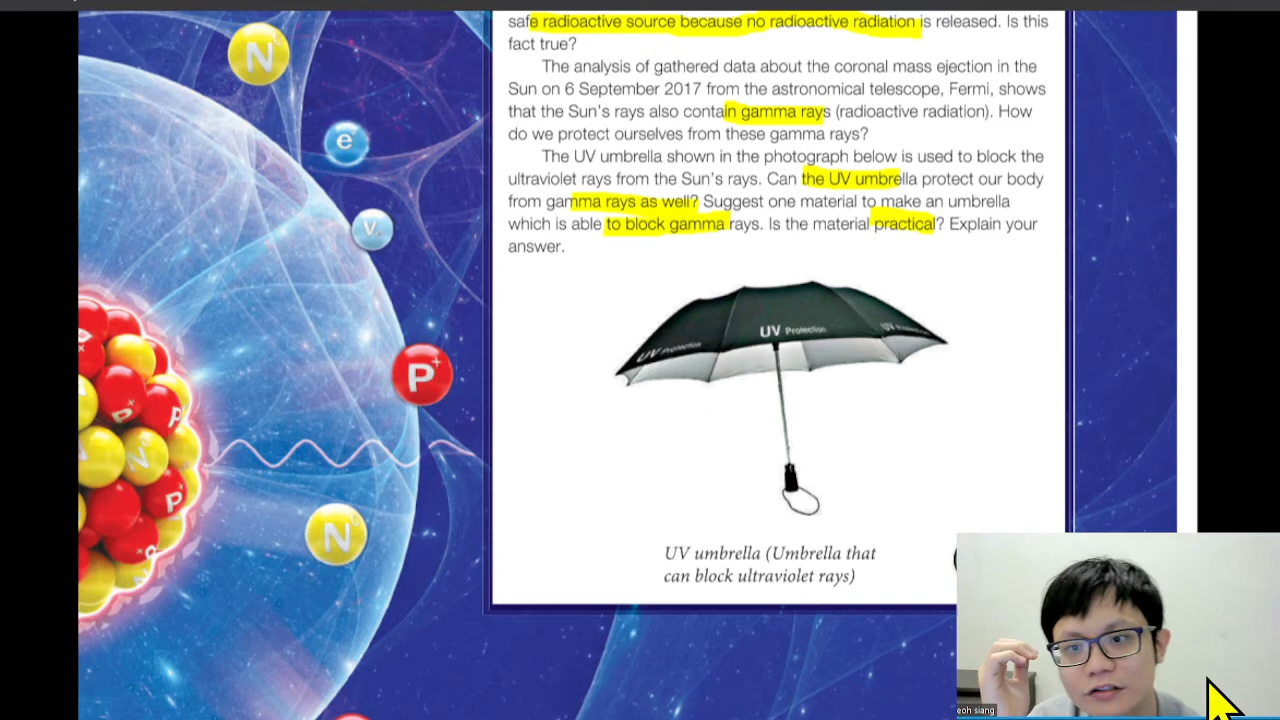 safe radioactive source because no radioactive radiation is released. Is this
fact true?
The analysis of gathered data about the coronal mass ejection in the
Sun on 6 September 2017 from the astronomical telescope, Fermi, shows
that the Sun's rays also contain gamma rays (radioactive radiation). How
do we protect ourselves from these gamma rays?
The UV umbrella shown in the photograph below is used to block the
ultraviolet rays from the Sun's rays. Can the UV umbrella protect our body
from gamma rays as well? Suggest one material to make an umbrella
which is able to block gamma rays. Is the material practical? Explain your
answer.
N
e
V
P+
P+
P
N
P+
N
UV Protection
UV Protection
UV Protection
UV umbrella (Umbrella that
can block ultraviolet rays)
eoh siang